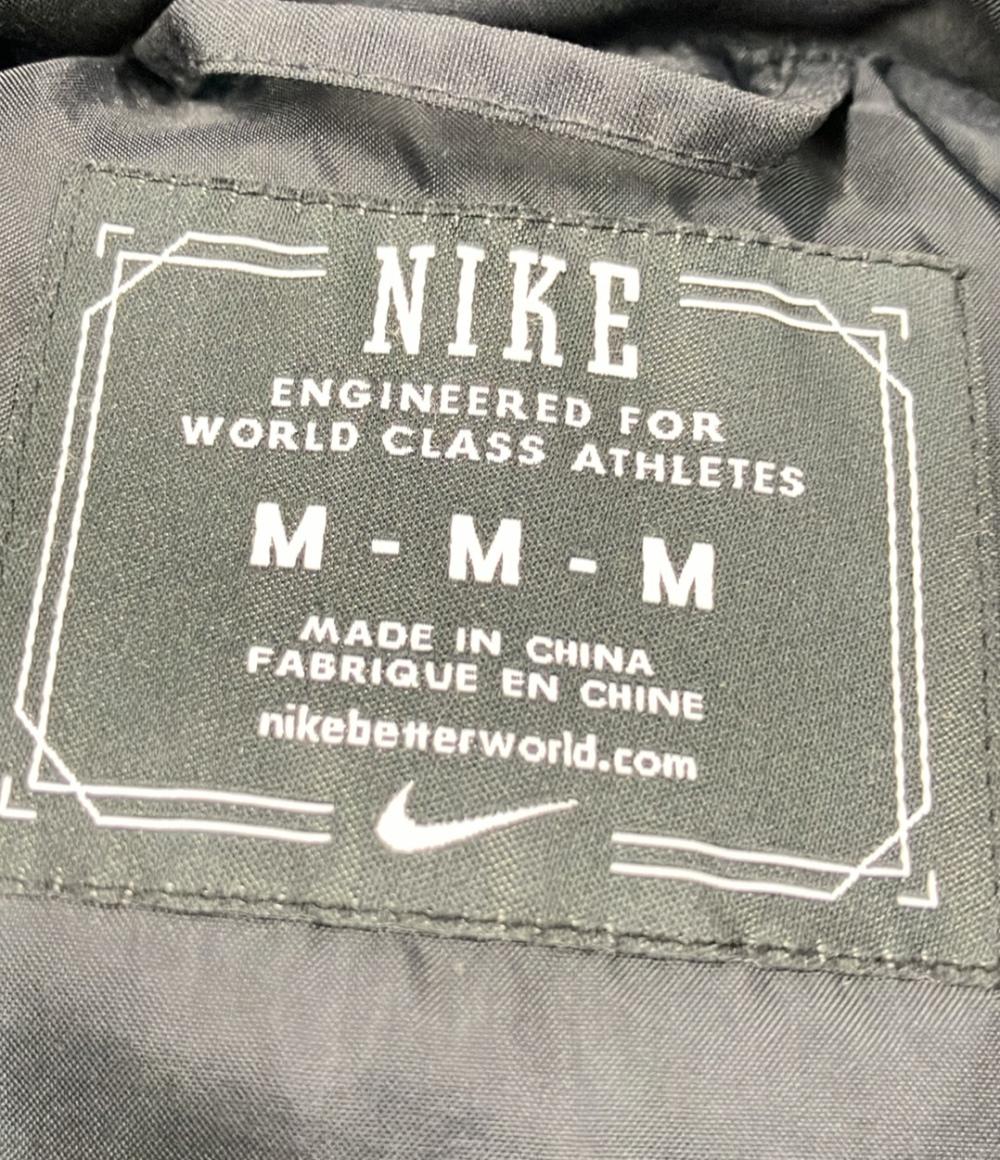 NIKE
ENGINEERED FOR
WORLD CLASS ATHLETES
M - M - M
MADE IN CHINA
FABRIQUE EN CHINE
nikebetterworld.com